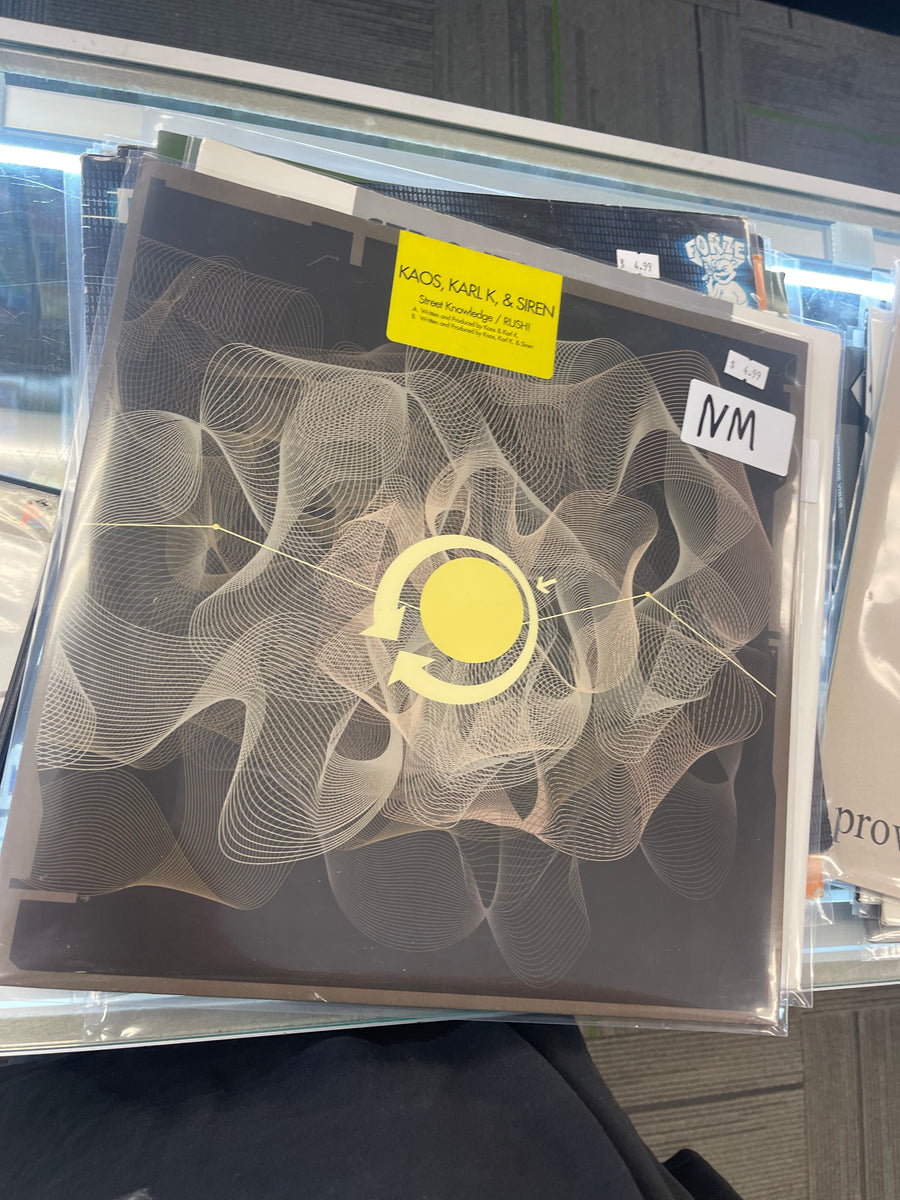 FORZE
$ 4.99
KAOS, KARL K, & SIREN
Street Knowledge / RUSH!
A. Written and Produced by Kaos & Karl K.
B. Written and Produced by Kaos, Karl K. & Siren
$ 4.99
NM
prov